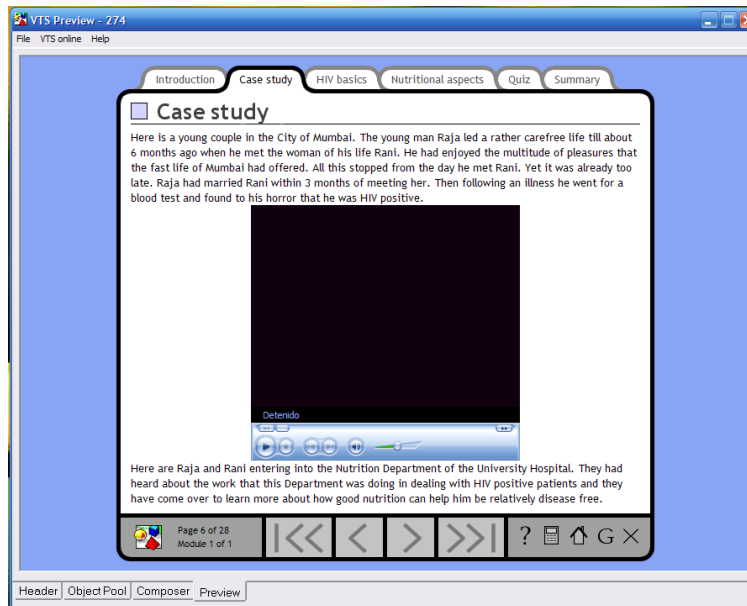 VTS Preview - 274
File VTS online Help
Introduction Case study HIV basics Nutritional aspects Quiz Summary
Case study
Here is a young couple in the City of Mumbai. The young man Raja led a rather carefree life till about
6 months ago when he met the woman of his life Rani. He had enjoyed the multitude of pleasures that
the fast life of Mumbai had offered. All this stopped from the day he met Rani. Yet it was already too
late. Raja had married Rani within 3 months of meeting her. Then following an illness he went for a
blood test and found to his horror that he was HIV positive.
Detenido
Here are Raja and Rani entering into the Nutrition Department of the University Hospital. They had
heard about the work that this Department was doing in dealing with HIV positive patients and they
have come over to learn more about how good nutrition can help him be relatively disease free.
Page 6 of 28
Module 1 of 1
? G
Header Object Pool Composer Preview